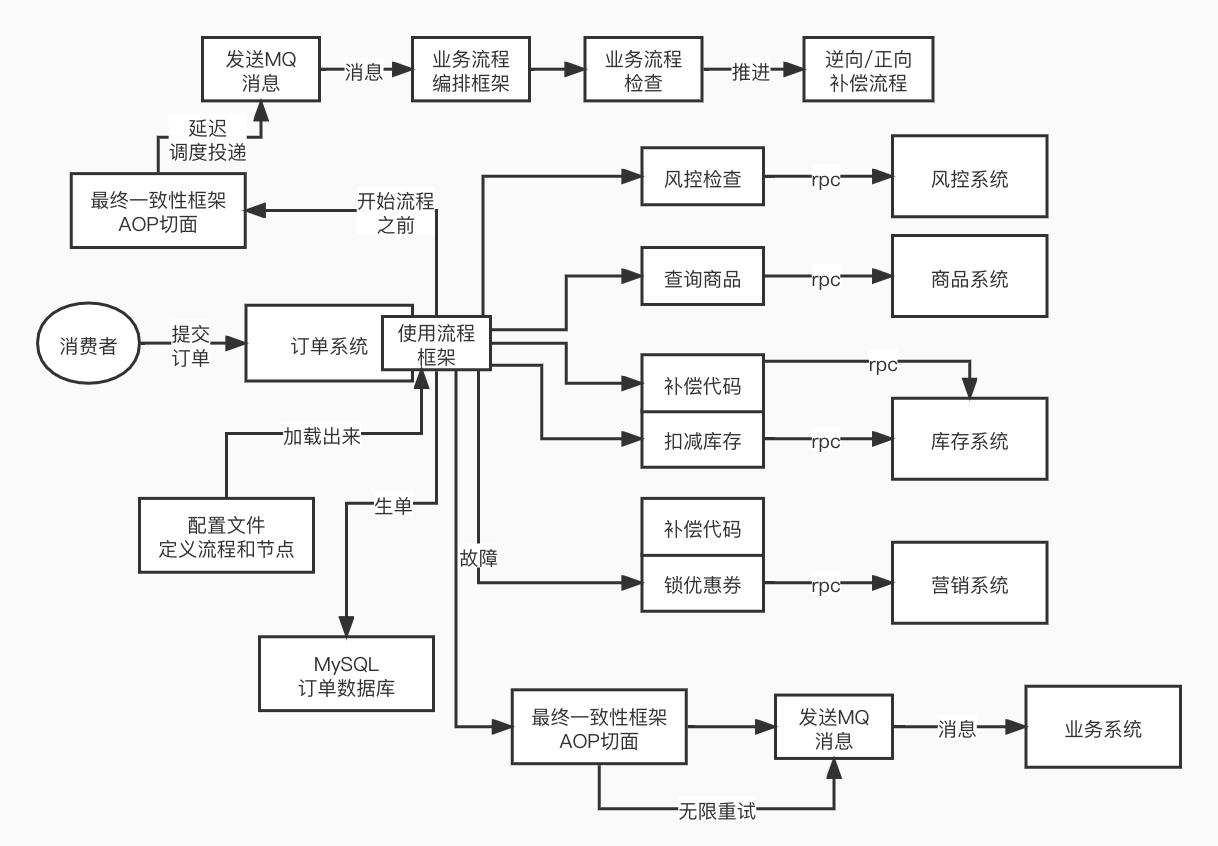 发送MQ
消息
消息
业务流程
编排框架
业务流程
检查
推进
逆向/正向
补偿流程
延迟
调度投递
最终一致性框架
AOP切面
开始流程
之前
风控检查
rpc
风控系统
查询商品
rpc
商品系统
消费者
提交
订单
订单系统
使用流程
框架
补偿代码
rpc
扣减库存
rpc
库存系统
加载出来
配置文件
定义流程和节点
生单
故障
补偿代码
锁优惠券
rpc
营销系统
MySQL
订单数据库
最终一致性框架
AOP切面
发送MQ
消息
消息
业务系统
无限重试